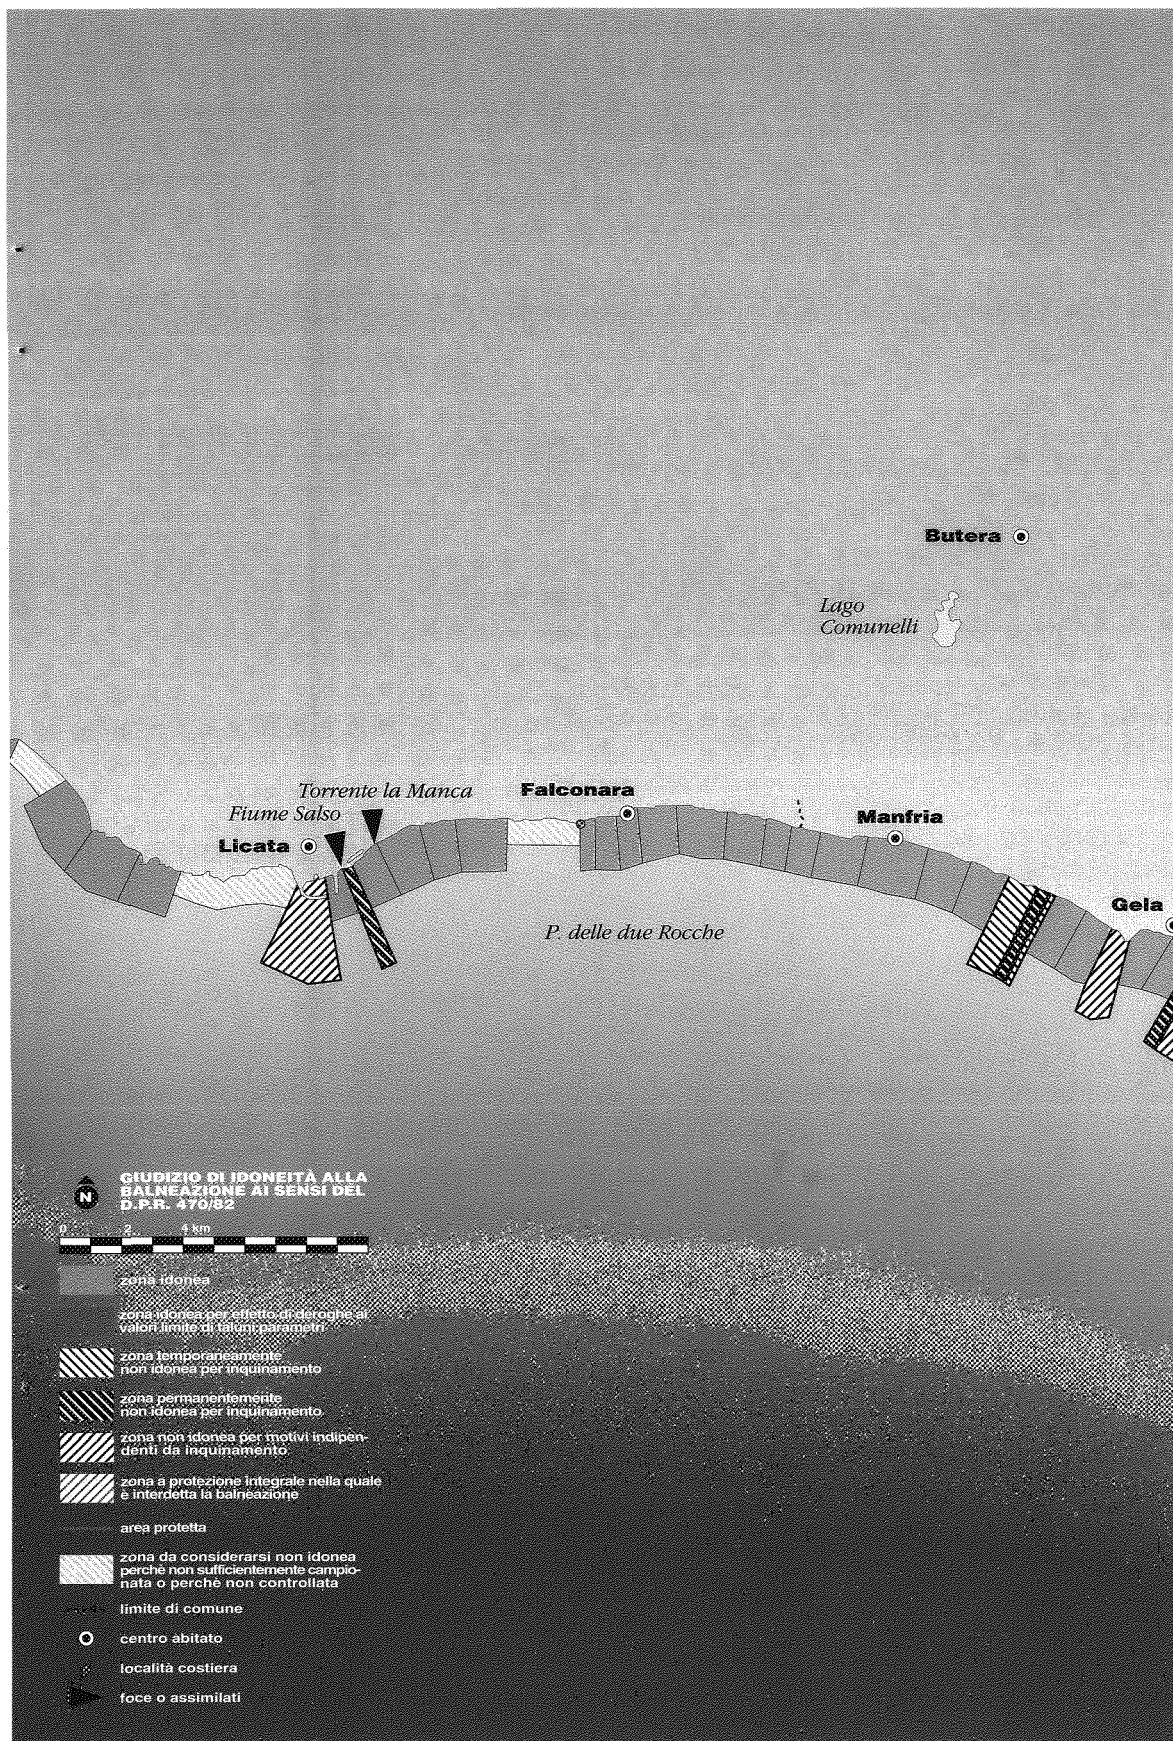 Butera
Lago
Comunelli
Torrente la Manca
Fiume Salso
Licata
Falconara
Manfria
Gela
P. delle due Rocche
N
GIUDIZIO DI IDONEITÀ ALLA
BALNEAZIONE AI SENSI DEL
D.P.R. 470/82
0 2 4 km
zona idonea
zona idonea per effetto di deroghe ai
valori limite di taluni parametri
zona temporaneamente
non idonea per inquinamento
zona permanentemente
non idonea per inquinamento
zona non idonea per motivi indipen-
denti da inquinamento
zona a protezione integrale nella quale
è interdetta la balneazione
area protetta
zona da considerarsi non idonea
perchè non sufficientemente campio-
nata o perchè non controllata
limite di comune
centro abitato
località costiera
foce o assimilati